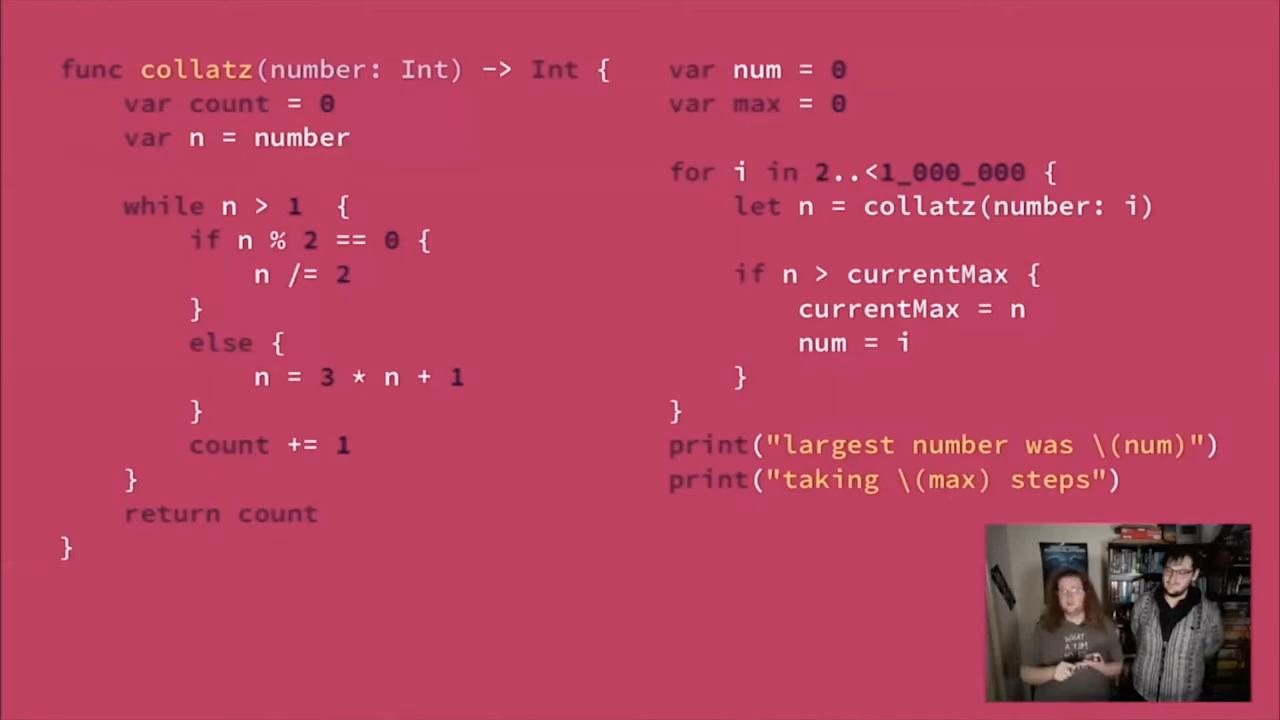 func collatz(number: Int) -> Int {
var count = 0
var n = number
while n > 1 {
if n % 2 == 0 {
n /= 2
}
else {
n = 3 * n + 1
}
count += 1
}
return count
}
var num = 0
var max = 0
for i in 2..<1_000_000 {
let n = collatz(number: i)
if n > currentMax {
currentMax = n
num = i
}
}
print("largest number was \(num)")
print("taking \(max) steps")
WHAT